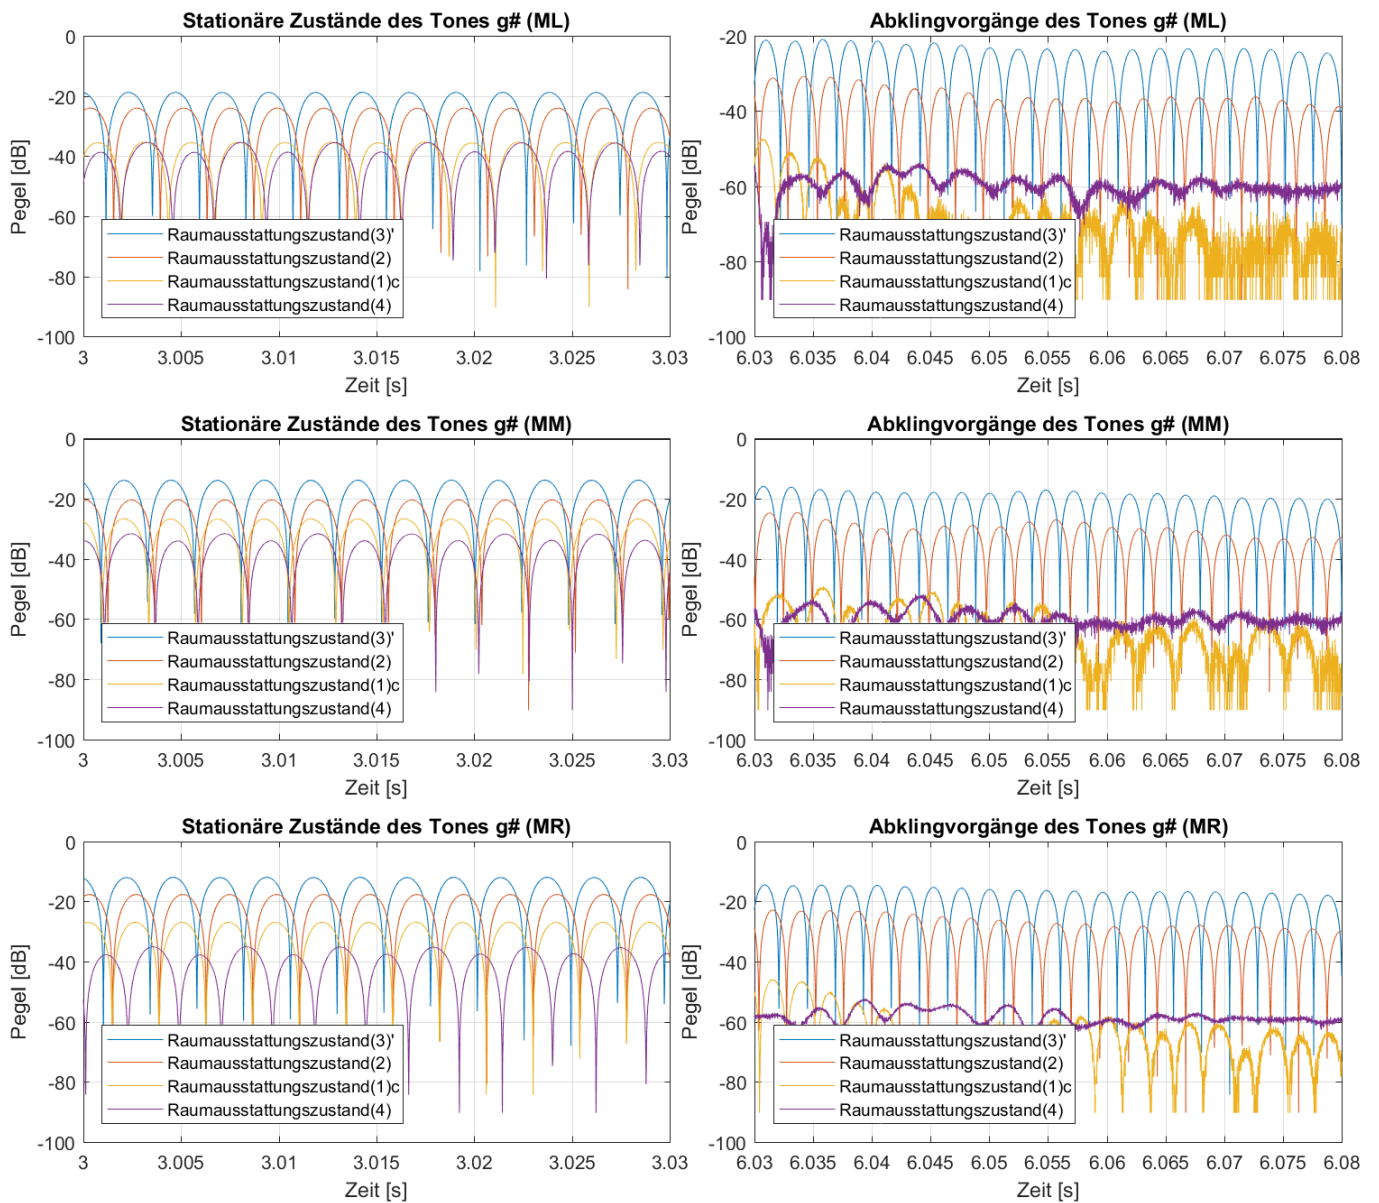 Stationäre Zustände des Tones g# (ML)
0
-20
-40
-60
-80
-100
Pegel [dB]
Raumausstattungszustand(3)'
Raumausstattungszustand(2)
Raumausstattungszustand(1)c
Raumausstattungszustand(4)
3 3.005 3.01 3.015 3.02 3.025 3.03
Zeit [s]
Abklingvorgänge des Tones g# (ML)
-20
-40
-60
-80
-100
Pegel [dB]
Raumausstattungszustand(3)'
Raumausstattungszustand(2)
Raumausstattungszustand(1)c
Raumausstattungszustand(4)
6.03 6.035 6.04 6.045 6.05 6.055 6.06 6.065 6.07 6.075 6.08
Zeit [s]
Stationäre Zustände des Tones g# (MM)
0
-20
-40
-60
-80
-100
Pegel [dB]
Raumausstattungszustand(3)'
Raumausstattungszustand(2)
Raumausstattungszustand(1)c
Raumausstattungszustand(4)
3 3.005 3.01 3.015 3.02 3.025 3.03
Zeit [s]
Abklingvorgänge des Tones g# (MM)
0
-20
-40
-60
-80
-100
Pegel [dB]
Raumausstattungszustand(3)'
Raumausstattungszustand(2)
Raumausstattungszustand(1)c
Raumausstattungszustand(4)
6.03 6.035 6.04 6.045 6.05 6.055 6.06 6.065 6.07 6.075 6.08
Zeit [s]
Stationäre Zustände des Tones g# (MR)
0
-20
-40
-60
-80
-100
Pegel [dB]
Raumausstattungszustand(3)'
Raumausstattungszustand(2)
Raumausstattungszustand(1)c
Raumausstattungszustand(4)
3 3.005 3.01 3.015 3.02 3.025 3.03
Zeit [s]
Abklingvorgänge des Tones g# (MR)
0
-20
-40
-60
-80
-100
Pegel [dB]
Raumausstattungszustand(3)'
Raumausstattungszustand(2)
Raumausstattungszustand(1)c
Raumausstattungszustand(4)
6.03 6.035 6.04 6.045 6.05 6.055 6.06 6.065 6.07 6.075 6.08
Zeit [s]